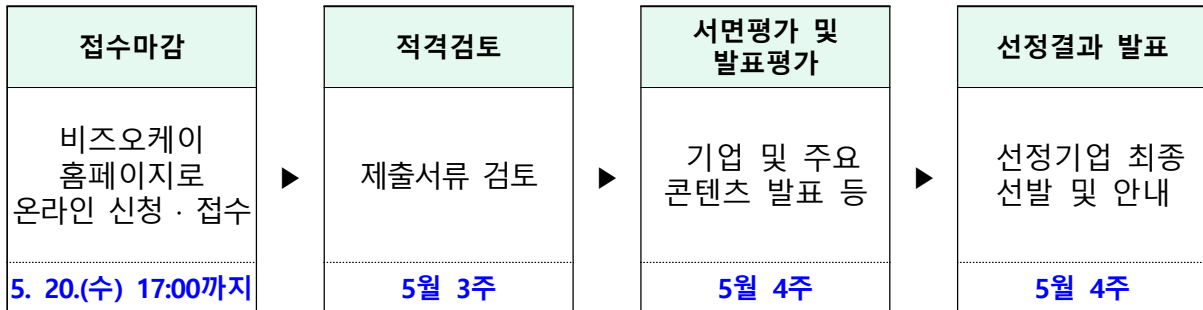 접수마감
비즈오케이
홈페이지로
온라인 신청 · 접수
5. 20.(수) 17:00까지
▶
적격검토
제출서류 검토
5월 3주
▶
서면평가 및
발표평가
기업 및 주요
콘텐츠 발표 등
5월 4주
▶
선정결과 발표
선정기업 최종
선발 및 안내
5월 4주